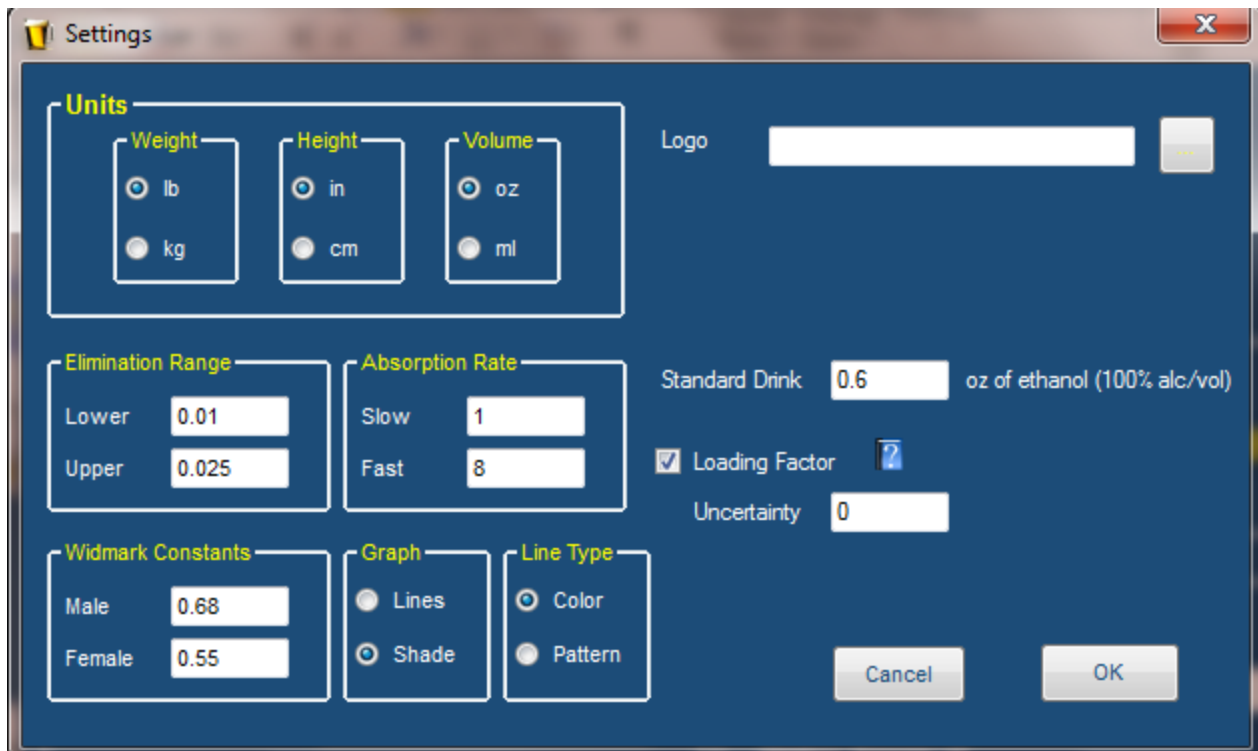 Settings
Units
Weight Height Volume
lb in oz
kg cm ml
Logo
...
Elimination Range
Lower 0.01
Upper 0.025
Absorption Rate
Slow 1
Fast 8
Standard Drink 0.6 oz of ethanol (100% alc/vol)
Loading Factor ?
Uncertainty 0
Widmark Constants
Male 0.68
Female 0.55
Graph
Lines
Shade
Line Type
Color
Pattern
Cancel OK